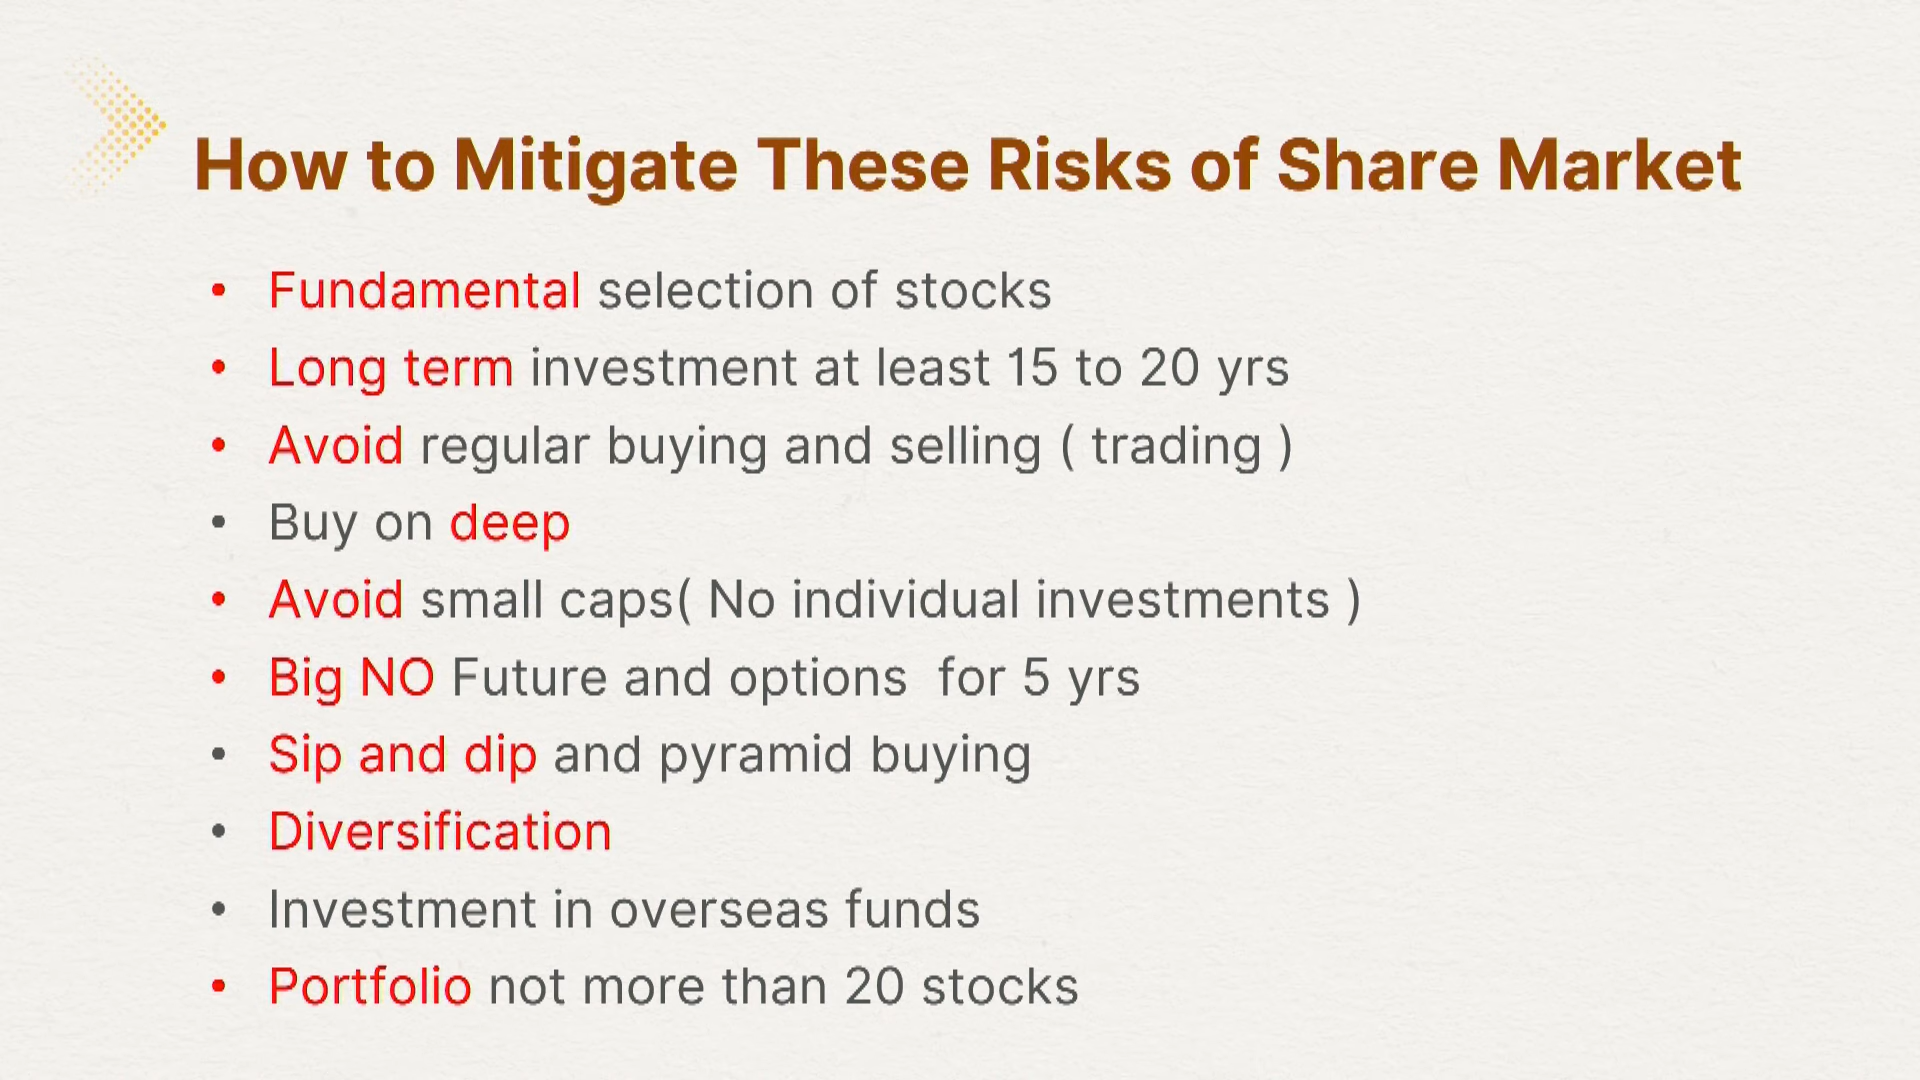 How to Mitigate These Risks of Share Market
• Fundamental selection of stocks
• Long term investment at least 15 to 20 yrs
• Avoid regular buying and selling ( trading )
• Buy on deep
• Avoid small caps( No individual investments )
• Big NO Future and options  for 5 yrs
• Sip and dip and pyramid buying
• Diversification
• Investment in overseas funds
• Portfolio not more than 20 stocks